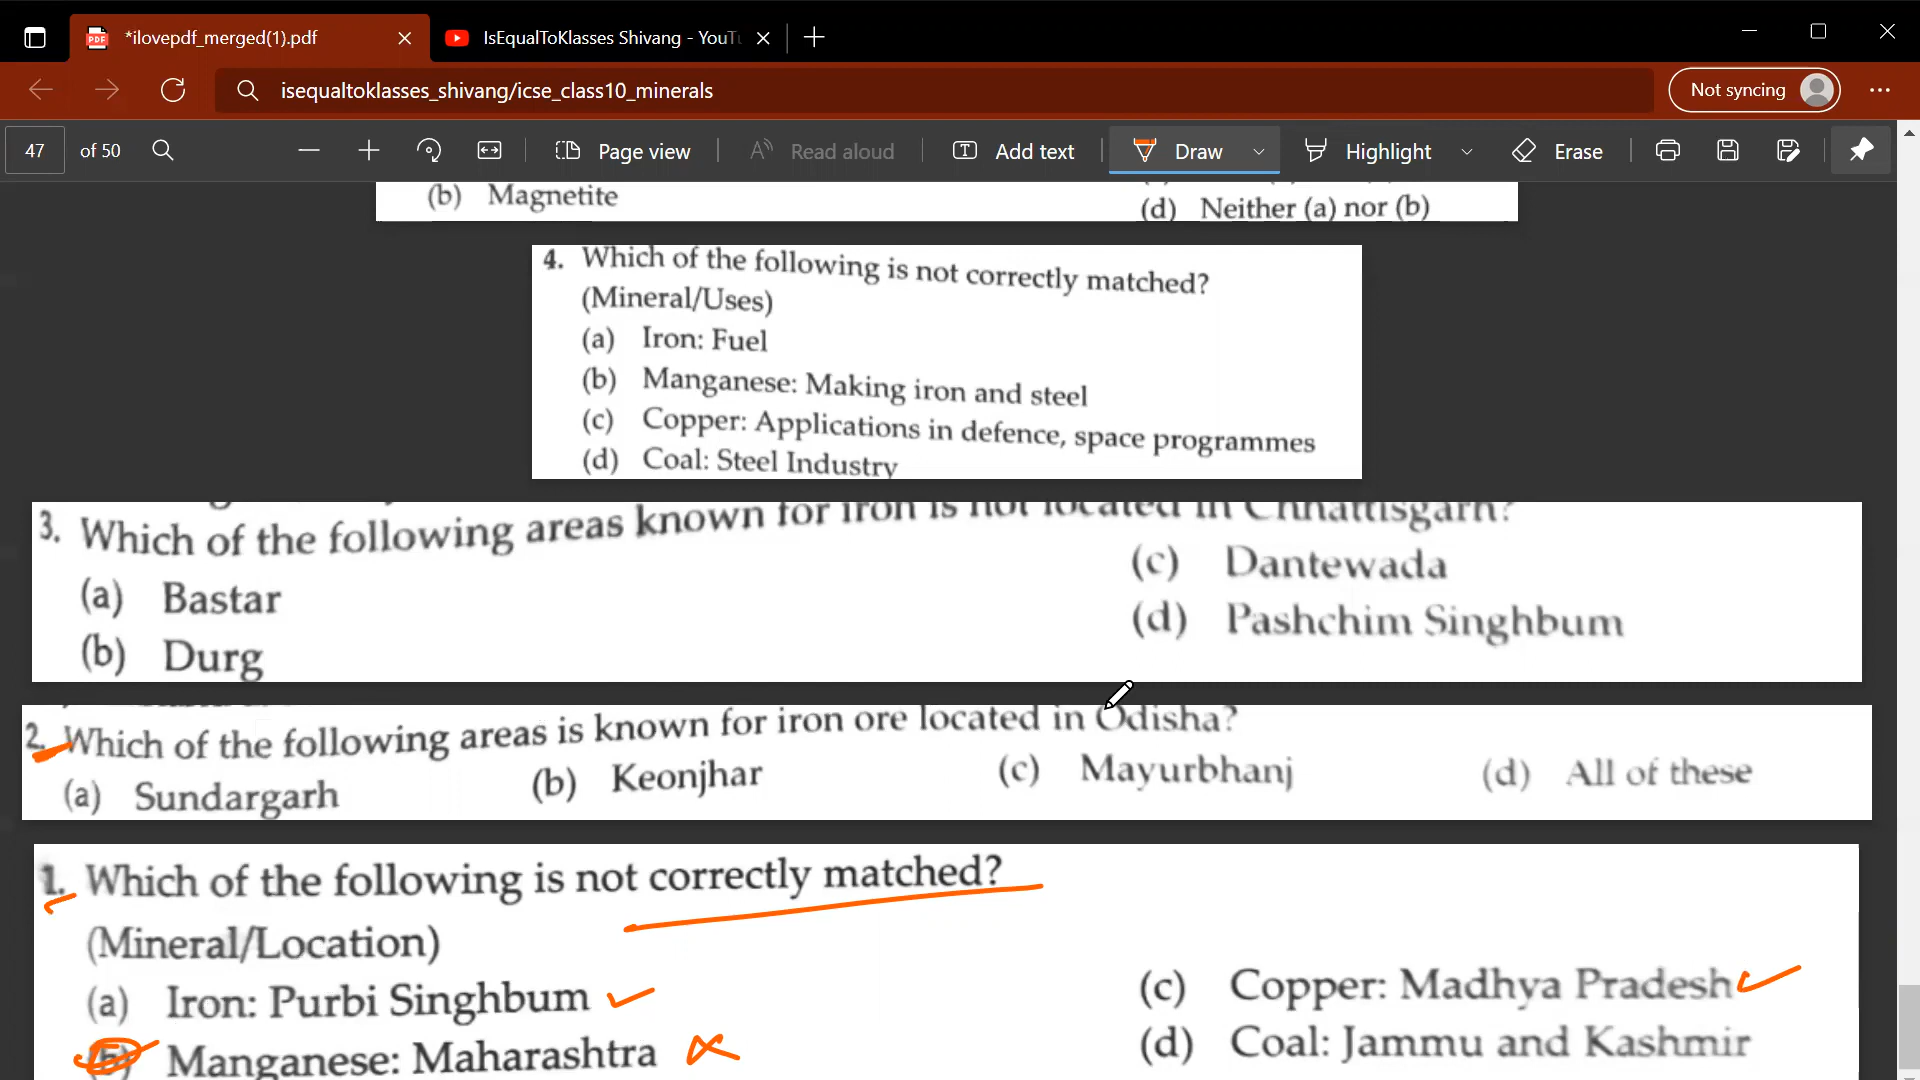 *ilovepdf_merged(1).pdf
IsEqualToKlasses Shivang - YouTu
isequaltoklasses_shivang/icse_class10_minerals
Not syncing
47 of 50
Page view
Read aloud
Add text
Draw
Highlight
Erase
(b) Magnetite
(d) Neither (a) nor (b)
4. Which of the following is not correctly matched?
(Mineral/Uses)
(a) Iron: Fuel
(b) Manganese: Making iron and steel
(c) Copper: Applications in defence, space programmes
(d) Coal: Steel Industry
3. Which of the following areas known for iron is not located in Chhattisgarh?
(a) Bastar
(b) Durg
(c) Dantewada
(d) Pashchim Singhbum
2. Which of the following areas is known for iron ore located in Odisha?
(a) Sundargarh (b) Keonjhar (c) Mayurbhanj (d) All of these
1. Which of the following is not correctly matched?
(Mineral/Location)
(a) Iron: Purbi Singhbum
(b) Manganese: Maharashtra
(c) Copper: Madhya Pradesh
(d) Coal: Jammu and Kashmir